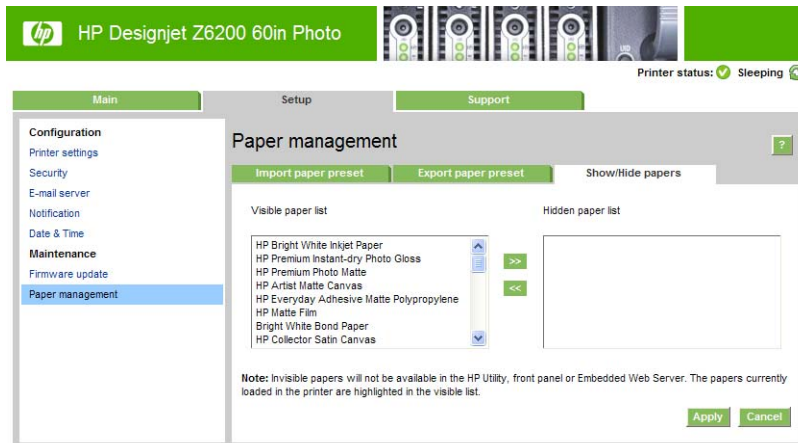 hp HP Designjet Z6200 60in Photo
Printer status: Sleeping
Main Setup Support
Configuration
Printer settings
Security
E-mail server
Notification
Date & Time
Maintenance
Firmware update
Paper management
Paper management
?
Import paper preset Export paper preset Show/Hide papers
Visible paper list Hidden paper list
HP Bright White Inkjet Paper
HP Premium Instant-dry Photo Gloss
HP Premium Photo Matte
HP Artist Matte Canvas
HP Everyday Adhesive Matte Polypropylene
HP Matte Film
Bright White Bond Paper
HP Collector Satin Canvas
>>
<<
Note: Invisible papers will not be available in the HP Utility, front panel or Embedded Web Server. The papers currently
loaded in the printer are highlighted in the visible list.
Apply Cancel